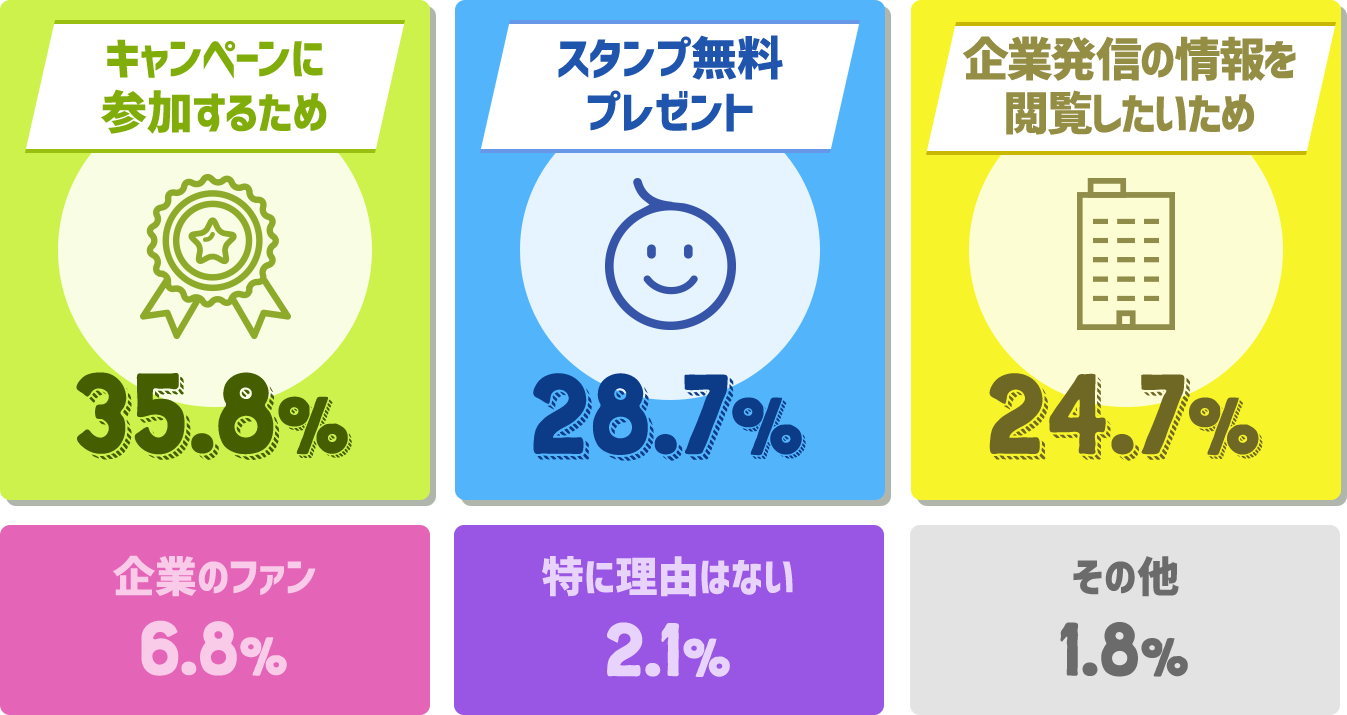 キャンペーンに
参加するため
35.8%
スタンプ無料
プレゼント
28.7%
企業発信の情報を
閲覧したいため
24.7%
企業のファン
6.8%
特に理由はない
2.1%
その他
1.8%